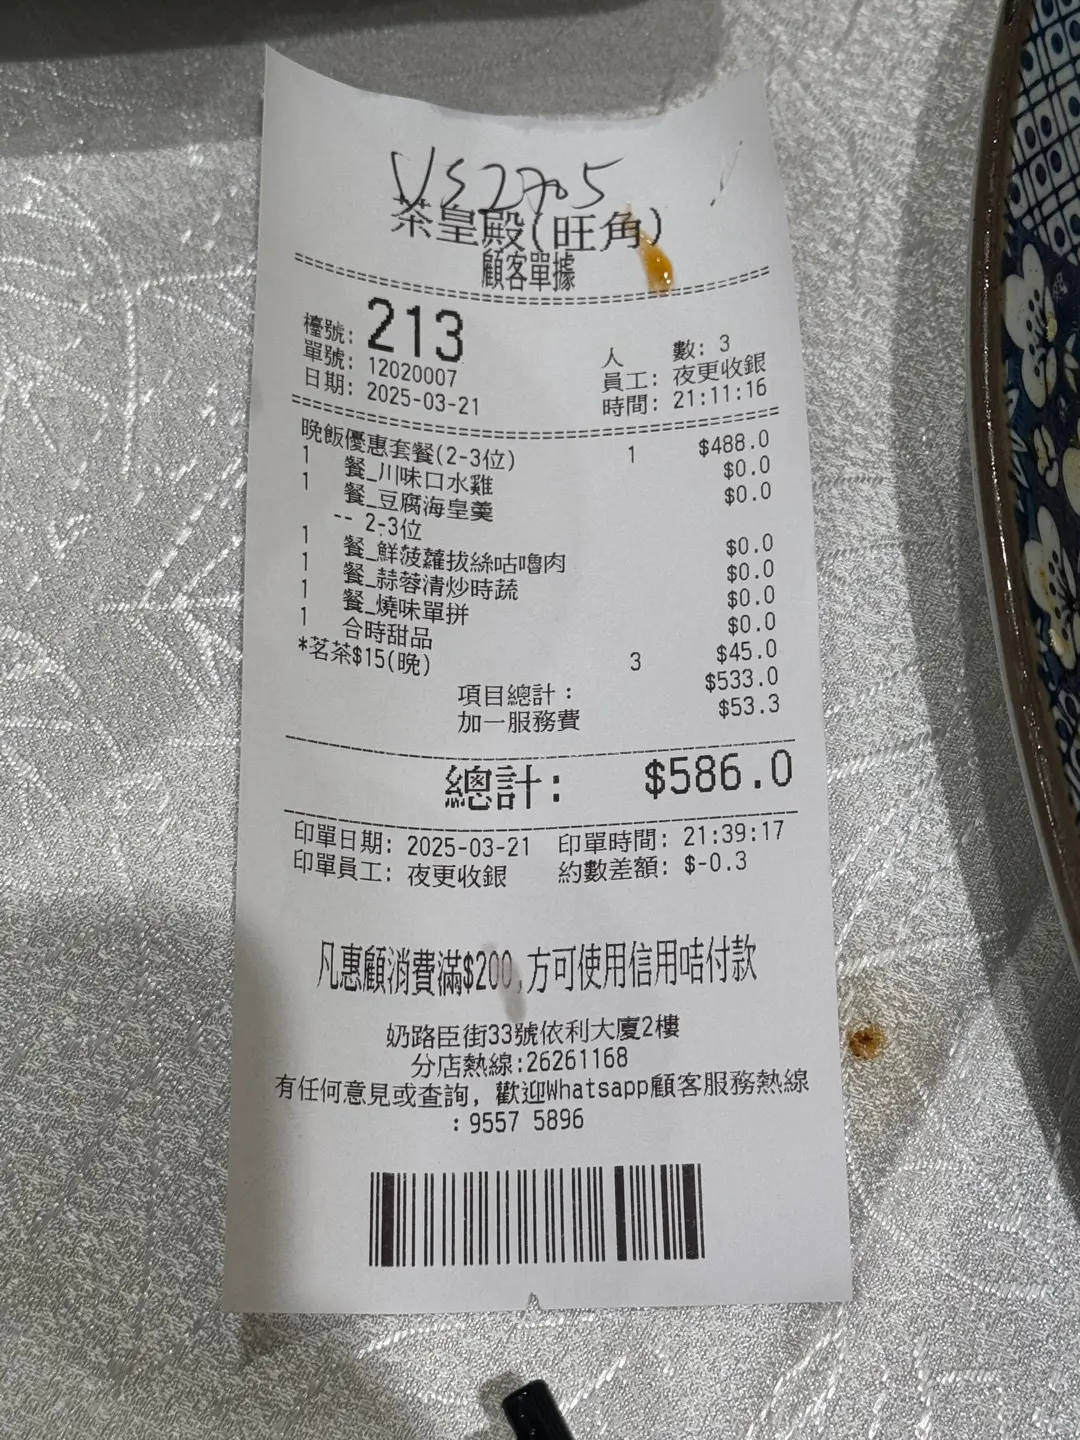 茶皇殿(旺角)
顧客單據
檯號: 213
單號: 12020007 人 數: 3
日期: 2025-03-21 員工: 夜更收銀
時間: 21:11:16
晚飯優惠套餐(2-3位) 1 $488.0
1 餐_川味口水雞 $0.0
1 餐_豆腐海皇羹 $0.0
-- 2-3位
1 餐_鮮菠蘿拔絲咕嚕肉 $0.0
1 餐_蒜蓉清炒時蔬 $0.0
1 餐_燒味單拼 $0.0
1 合時甜品 $0.0
*茗茶$15(晚) 3 $45.0
項目總計: $533.0
加一服務費 $53.3
總計: $586.0
印單日期: 2025-03-21 印單時間: 21:39:17
印單員工: 夜更收銀 約數差額: $-0.3
凡惠顧消費滿$200,方可使用信用咭付款
奶路臣街33號依利大廈2樓
分店熱線:26261168
有任何意見或查詢, 歡迎Whatsapp顧客服務熱線
: 9557 5896